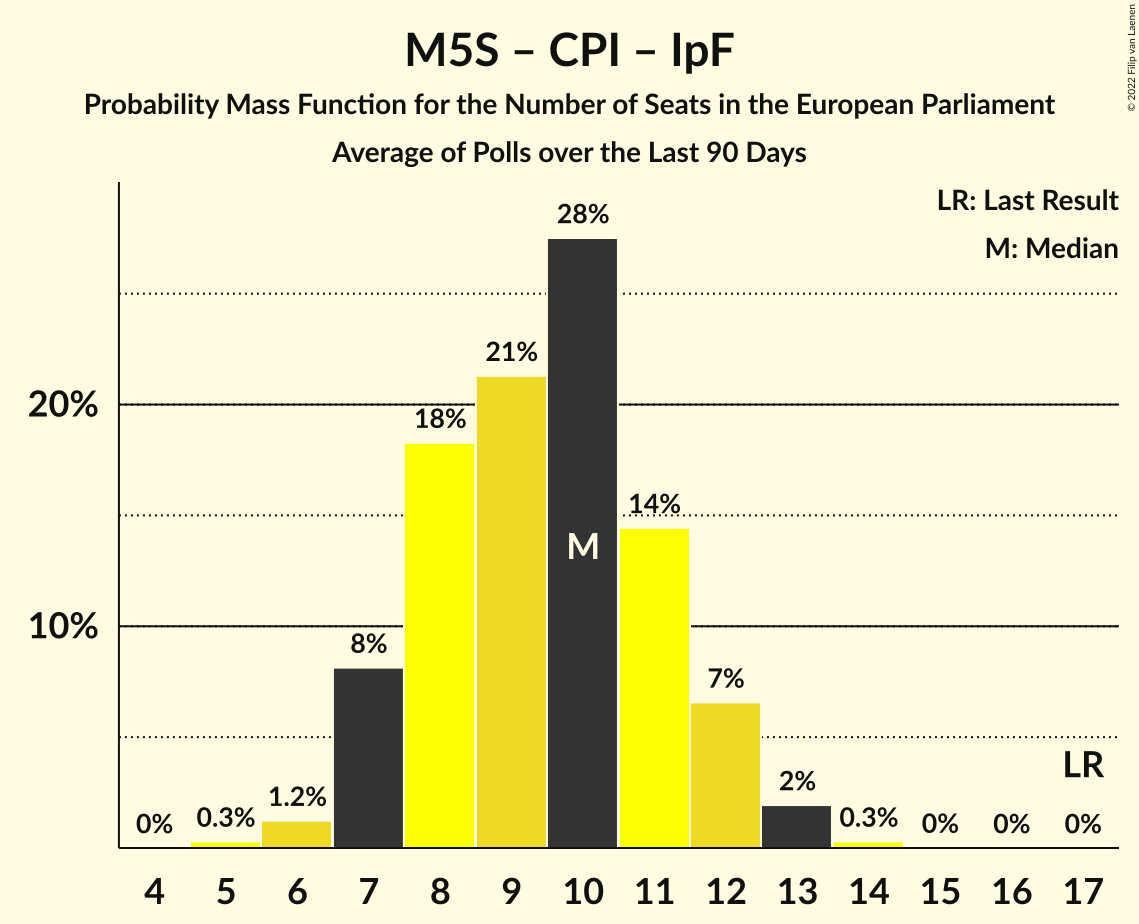 M5S – CPI – IpF
Probability Mass Function for the Number of Seats in the European Parliament
Average of Polls over the Last 90 Days
© 2022 Filip van Laenen
LR: Last Result
M: Median
28%
21%
20%
18%
14%
M
10%
8%
7%
LR
2%
1.2%
0% 0.3% 0.3% 0% 0% 0%
4 5 6 7 8 9 10 11 12 13 14 15 16 17